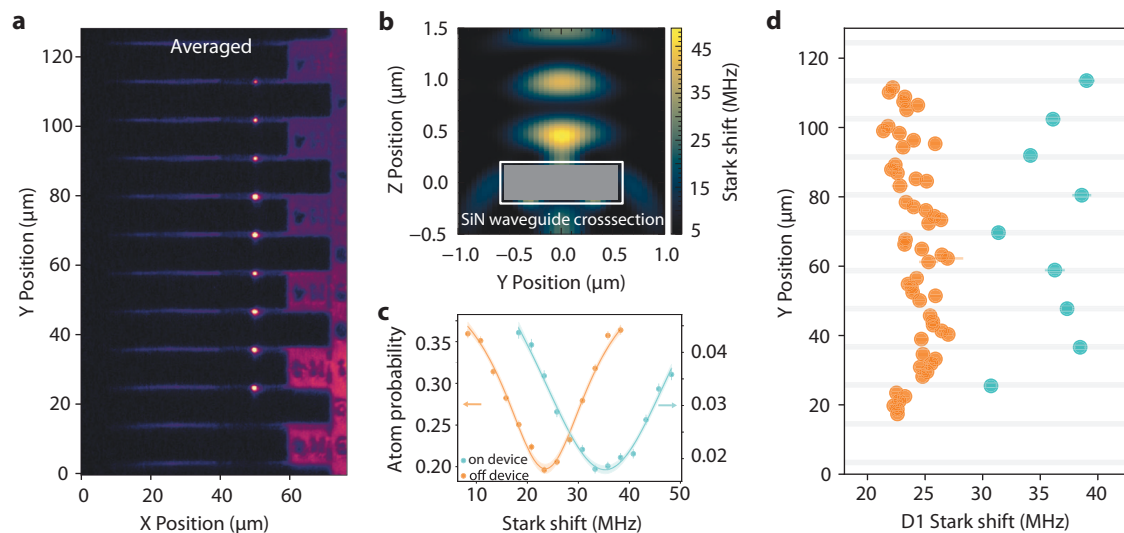 a
Averaged
120
100
80
60
40
20
0
Y Position (µm)
0
20
40
60
X Position (µm)
b
1.5
1.0
0.5
0.0
−0.5
Z Position (µm)
SiN waveguide crosssection
−1.0
−0.5
0.0
0.5
1.0
Y Position (µm)
45
35
25
15
5
Stark shift (MHz)
c
0.35
0.30
0.25
0.20
Atom probability
0.04
0.03
0.02
on device
off device
10
20
30
40
50
Stark shift (MHz)
d
120
100
80
60
40
20
0
Y Position (µm)
20
25
30
35
40
D1 Stark shift (MHz)